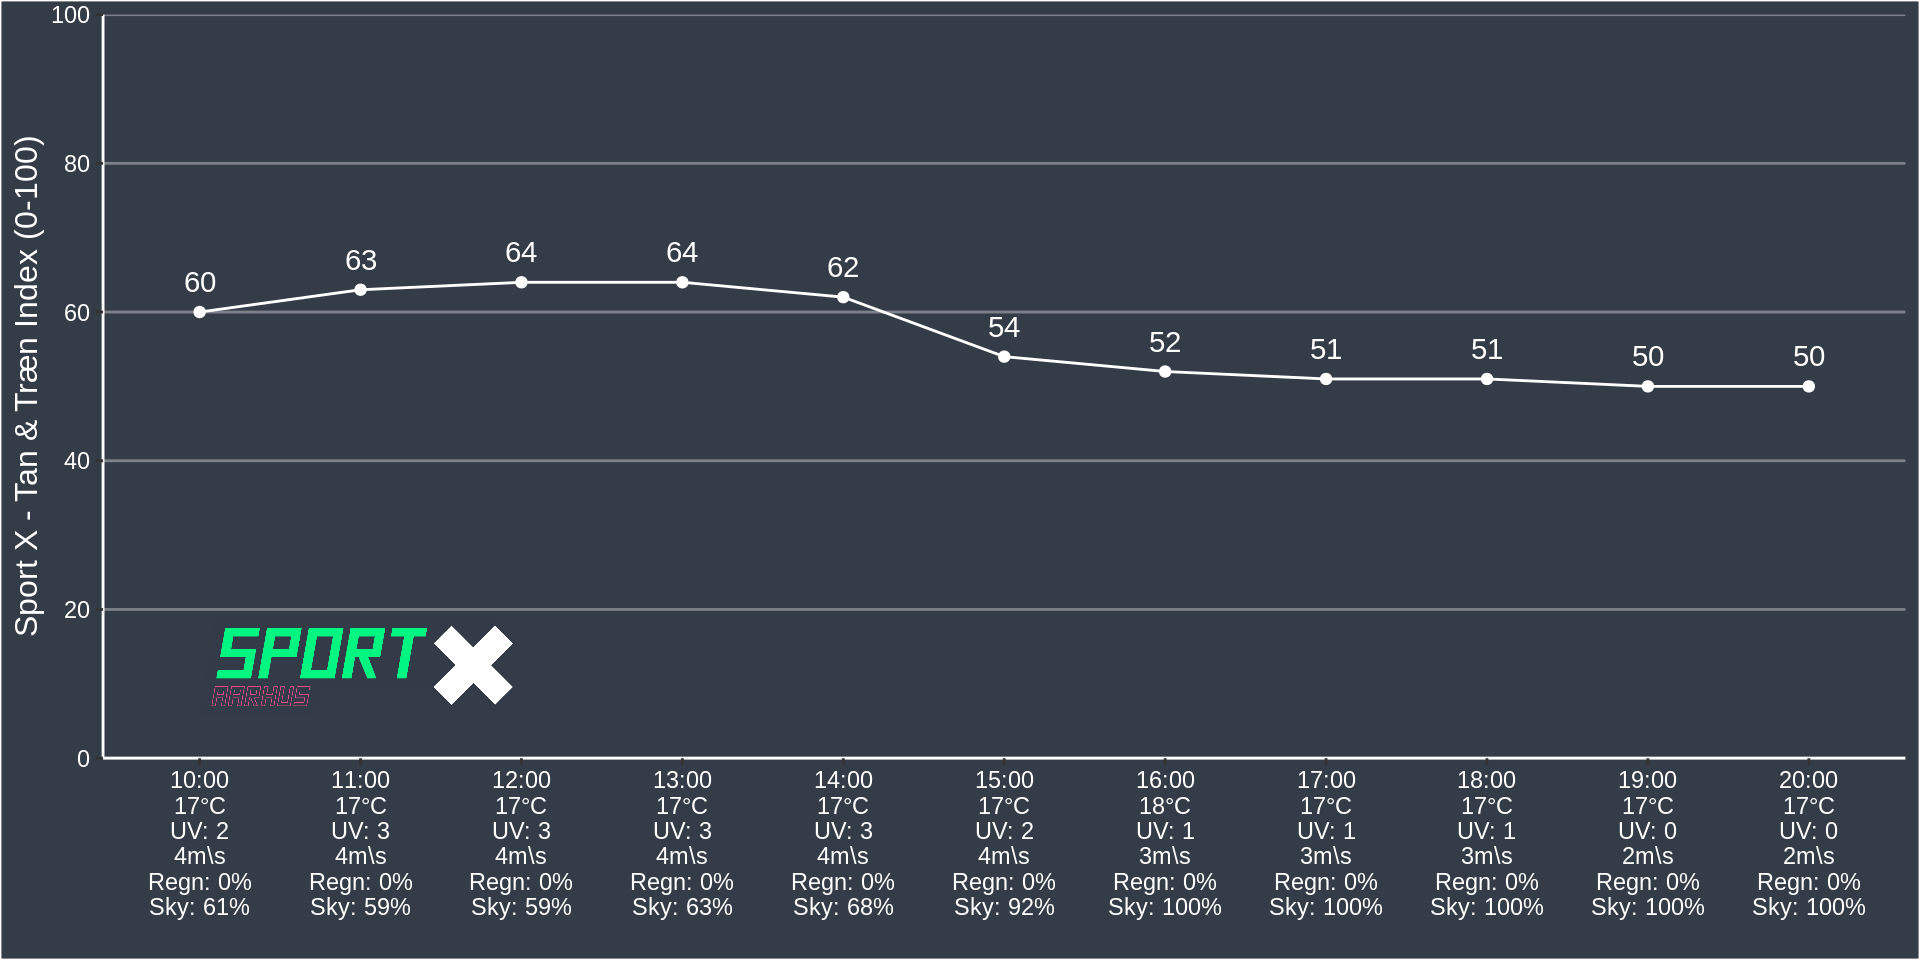 Sport X - Tan & Træn Index (0-100)
100
80
60
40
20
0
60 63 64 64 62 54 52 51 51 50 50
SPORT X
AARHUS
10:00 11:00 12:00 13:00 14:00 15:00 16:00 17:00 18:00 19:00 20:00
17°C 17°C 17°C 17°C 17°C 17°C 18°C 17°C 17°C 17°C 17°C
UV: 2 UV: 3 UV: 3 UV: 3 UV: 3 UV: 2 UV: 1 UV: 1 UV: 1 UV: 0 UV: 0
4m\s 4m\s 4m\s 4m\s 4m\s 4m\s 3m\s 3m\s 3m\s 2m\s 2m\s
Regn: 0% Regn: 0% Regn: 0% Regn: 0% Regn: 0% Regn: 0% Regn: 0% Regn: 0% Regn: 0% Regn: 0% Regn: 0%
Sky: 61% Sky: 59% Sky: 59% Sky: 63% Sky: 68% Sky: 92% Sky: 100% Sky: 100% Sky: 100% Sky: 100% Sky: 100%